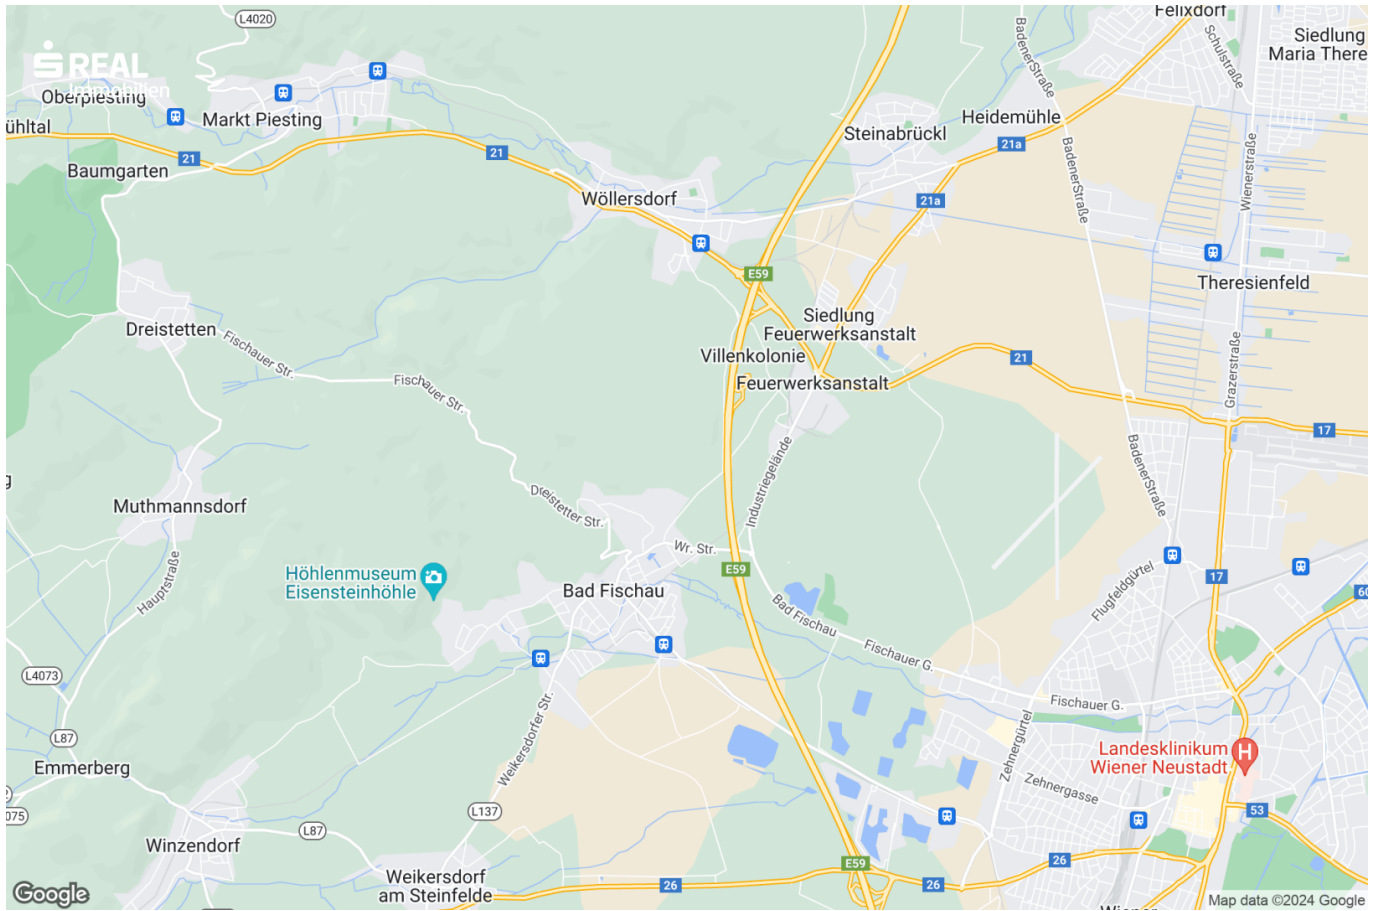 L4020
Felixdorf
BadenerStraße
Schulstraße
Siedlung
Maria There
REAL
Immobilien
Oberpiesting
Markt Piesting
ühltal
21
Baumgarten
21
Heidemühle
Steinabrückl
21a
BadenerStraße
Wienerstraße
Wöllersdorf
21a
E59
Theresienfeld
Siedlung
Feuerwerksanstalt
Dreistetten
Fischauer Str.
Villenkolonie
21
Feuerwerksanstalt
Fischauer Str.
Grazerstraße
17
Industriegelände
BadenerStraße
g
Muthmannsdorf
Dreistetter Str.
Wr. Str.
E59
Höhlenmuseum
Eisensteinhöhle
Hauptstraße
Bad Fischau
17
60
Flugfeldgürtel
Bad Fischau
Fischauer G.
L4073
Fischauer G.
L87
Weikersdorfer Str.
Zehnergürtel
Landesklinikum
Wiener Neustadt
H
Emmerberg
Zehnergasse
075
L137
53
L87
Winzendorf
E59
26
Weikersdorf
am Steinfelde
26
26
Google
Map data ©2024 Google
Wiener